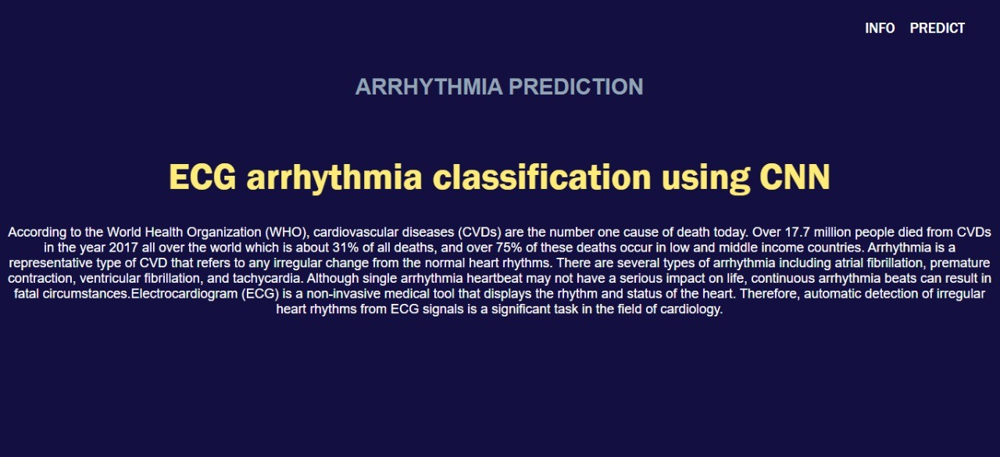 INFO PREDICT
ARRHYTHMIA PREDICTION
ECG arrhythmia classification using CNN
According to the World Health Organization (WHO), cardiovascular diseases (CVDs) are the number one cause of death today. Over 17.7 million people died from CVDs
in the year 2017 all over the world which is about 31% of all deaths, and over 75% of these deaths occur in low and middle income countries. Arrhythmia is a
representative type of CVD that refers to any irregular change from the normal heart rhythms. There are several types of arrhythmia including atrial fibrillation, premature
contraction, ventricular fibrillation, and tachycardia. Although single arrhythmia heartbeat may not have a serious impact on life, continuous arrhythmia beats can result in
fatal circumstances.Electrocardiogram (ECG) is a non-invasive medical tool that displays the rhythm and status of the heart. Therefore, automatic detection of irregular
heart rhythms from ECG signals is a significant task in the field of cardiology.